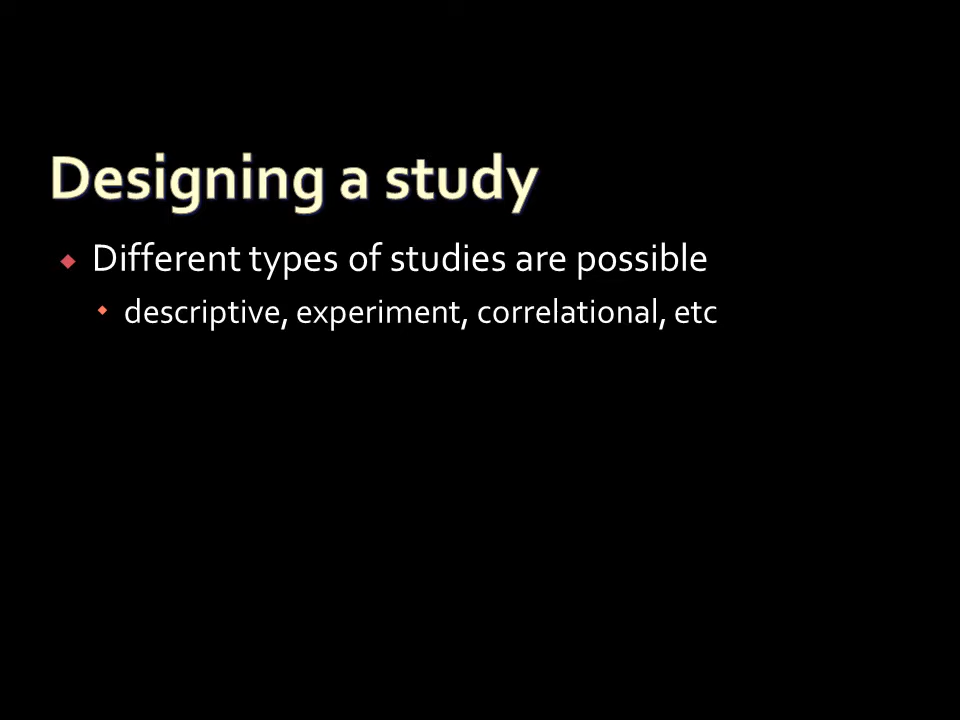 Designing a study
Different types of studies are possible
descriptive, experiment, correlational, etc